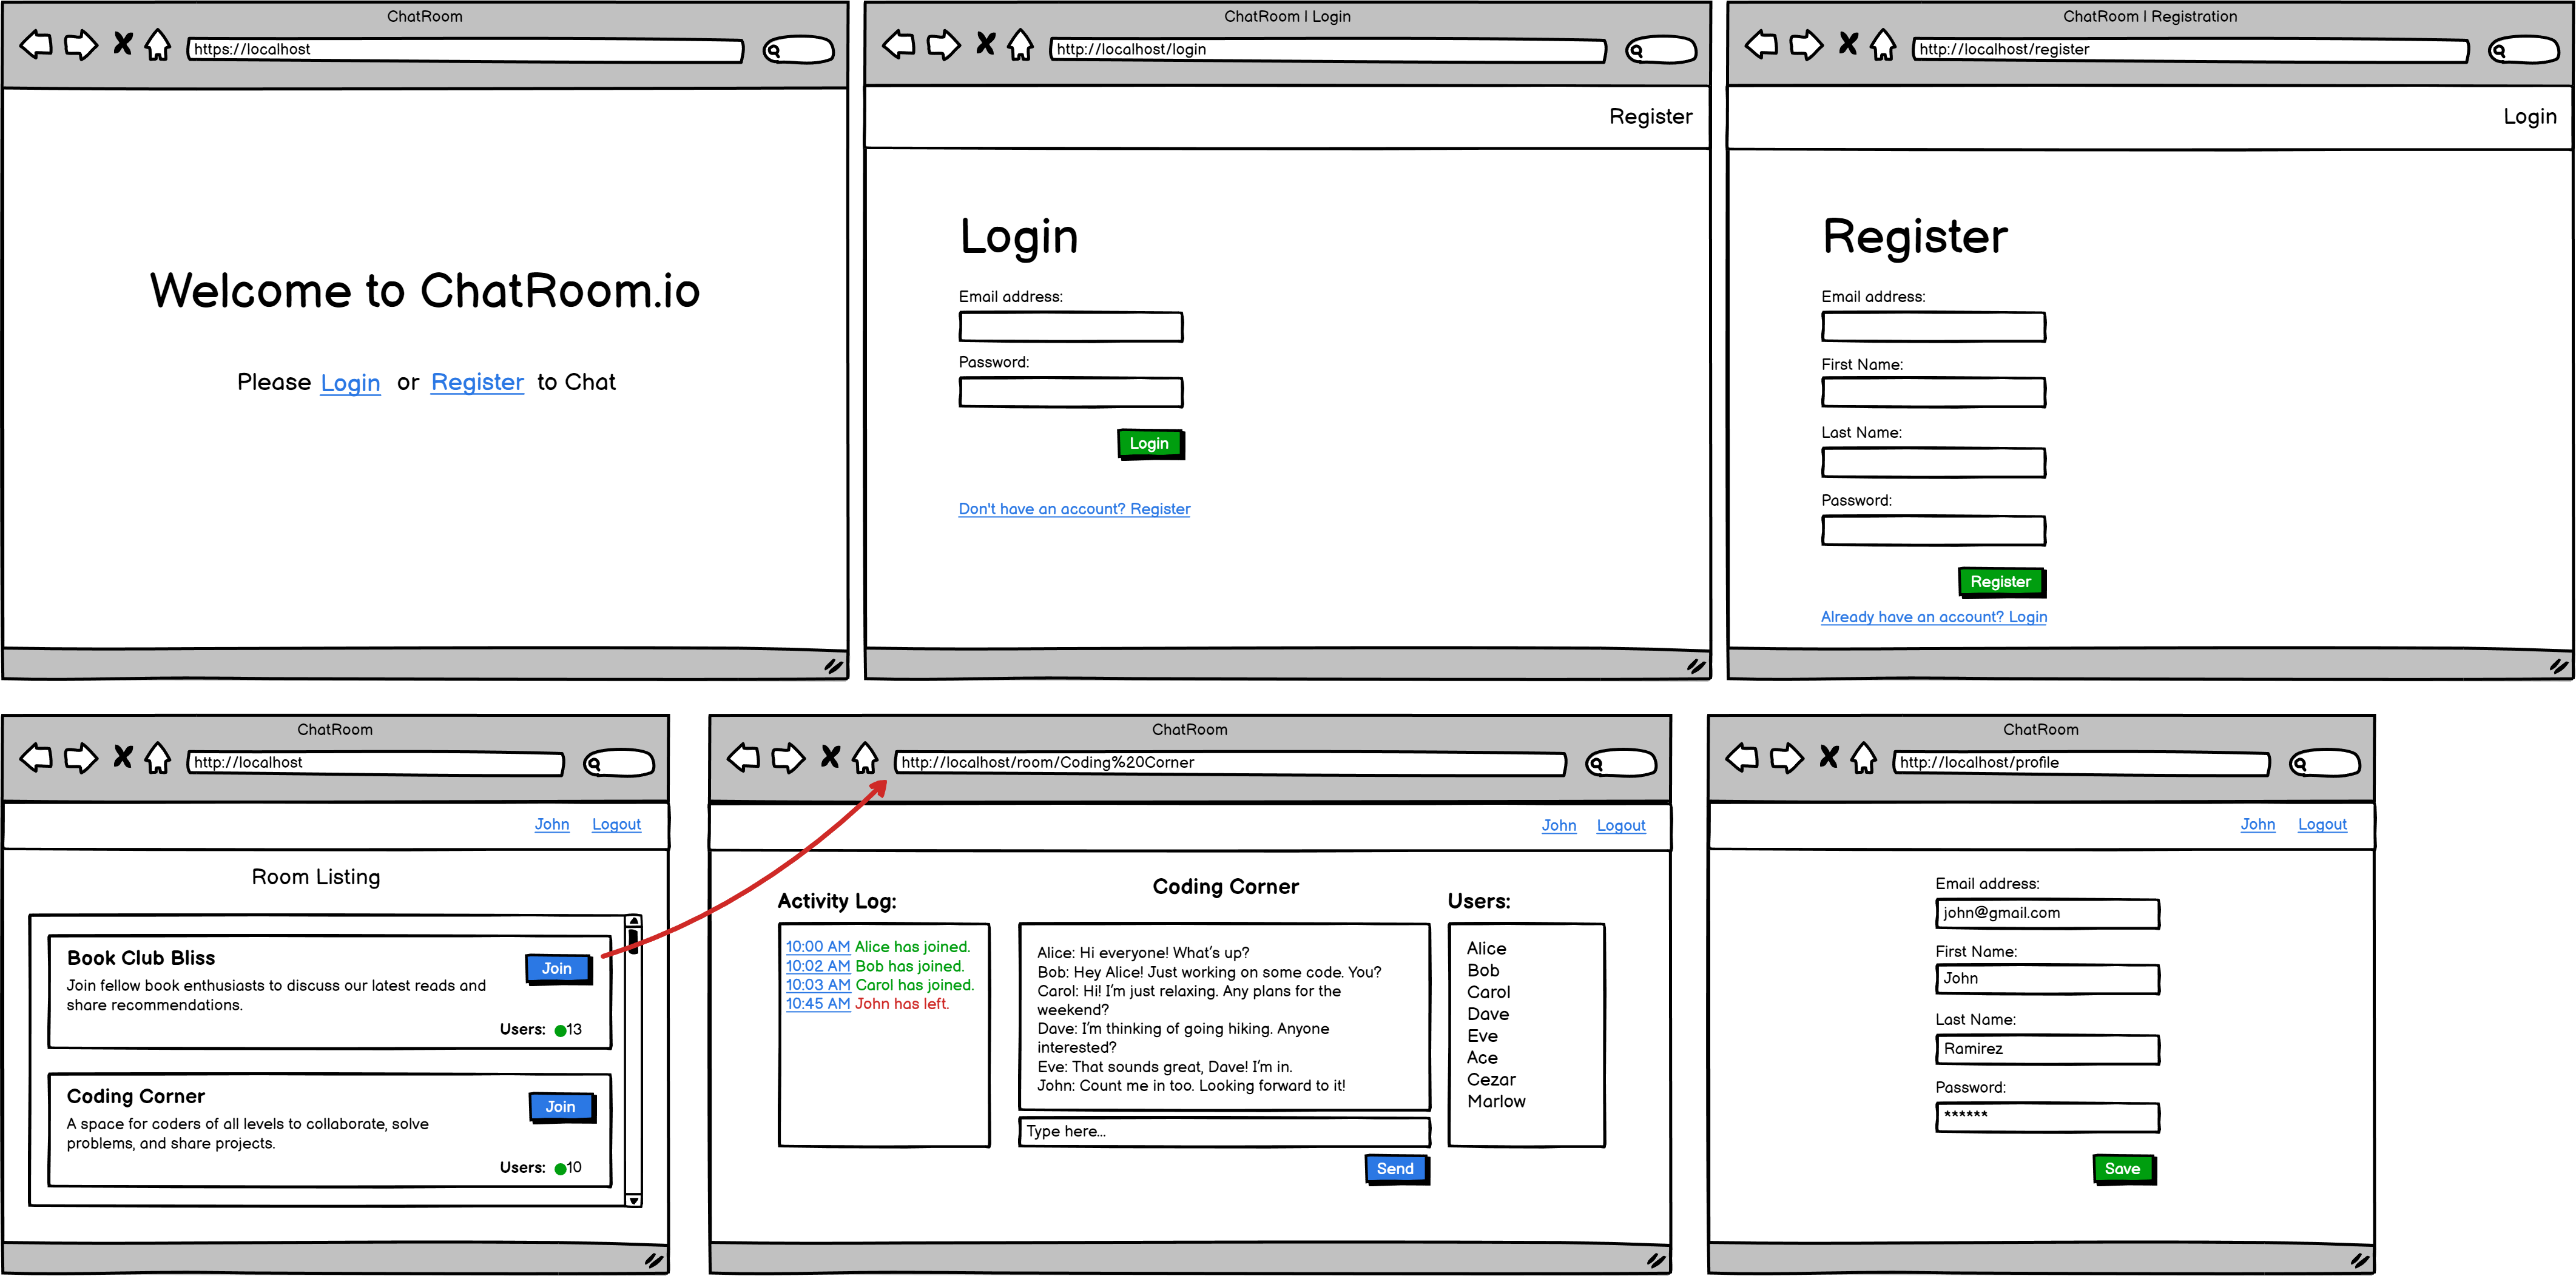 ChatRoom
https://localhost
Welcome to ChatRoom.io
Please Login or Register to Chat
ChatRoom | Login
http://localhost/login
Register
Login
Email address:
Password:
Login
Don't have an account? Register
ChatRoom | Registration
http://localhost/register
Login
Register
Email address:
First Name:
Last Name:
Password:
Register
Already have an account? Login
ChatRoom
http://localhost
John Logout
Room Listing
Book Club Bliss
Join
Join fellow book enthusiasts to discuss our latest reads and
share recommendations.
Users: 13
Coding Corner
Join
A space for coders of all levels to collaborate, solve
problems, and share projects.
Users: 10
ChatRoom
http://localhost/room/Coding%20Corner
John Logout
Activity Log:
10:00 AM Alice has joined.
10:02 AM Bob has joined.
10:03 AM Carol has joined.
10:45 AM John has left.
Coding Corner
Alice: Hi everyone! What's up?
Bob: Hey Alice! Just working on some code. You?
Carol: Hi! I'm just relaxing. Any plans for the
weekend?
Dave: I'm thinking of going hiking. Anyone
interested?
Eve: That sounds great, Dave! I'm in.
John: Count me in too. Looking forward to it!
Type here...
Send
Users:
Alice
Bob
Carol
Dave
Eve
Ace
Cezar
Marlow
ChatRoom
http://localhost/profile
John Logout
Email address:
john@gmail.com
First Name:
John
Last Name:
Ramirez
Password:
******
Save